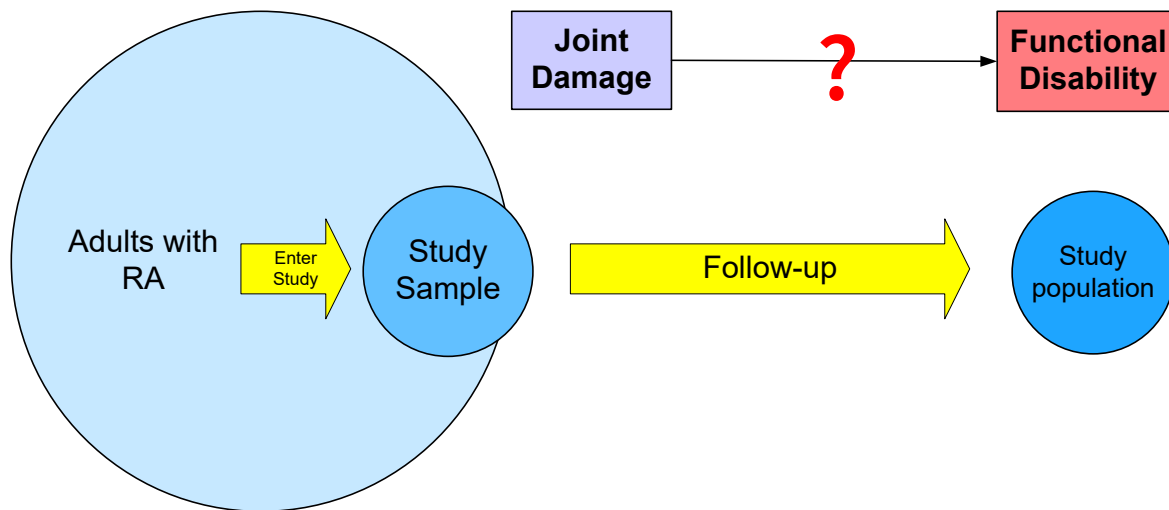 Joint
Damage
?
Functional
Disability
Adults with
RA
Enter
Study
Study
Sample
Follow-up
Study
population